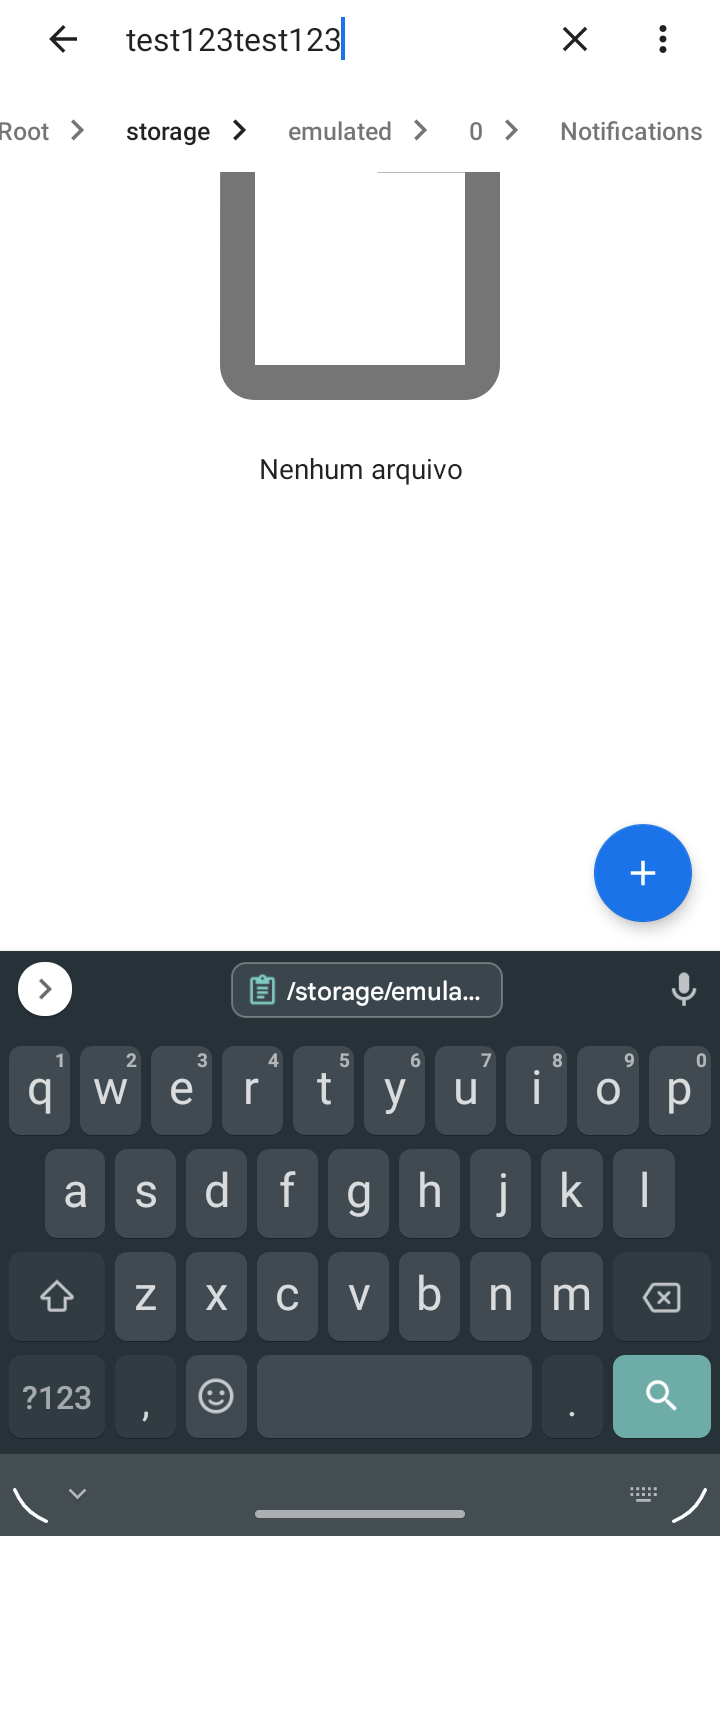 test123test123
Root storage emulated 0 Notifications
Nenhum arquivo
/storage/emula...
1 2 3 4 5 6 7 8 9 0
q w e r t y u i o p
a s d f g h j k l
z x c v b n m
?123 , .